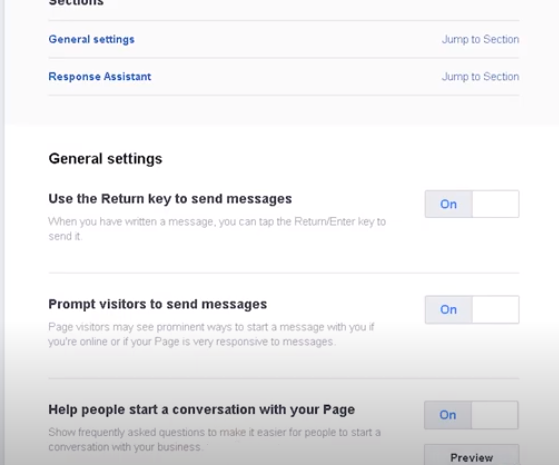 Sections
General settings Jump to Section
Response Assistant Jump to Section
General settings
Use the Return key to send messages On
When you have written a message, you can tap the Return/Enter key to
send it.
Prompt visitors to send messages On
Page visitors may see prominent ways to start a message with you if
you're online or if your Page is very responsive to messages.
Help people start a conversation with your Page On
Show frequently asked questions to make it easier for people to start a
conversation with your business.
Preview